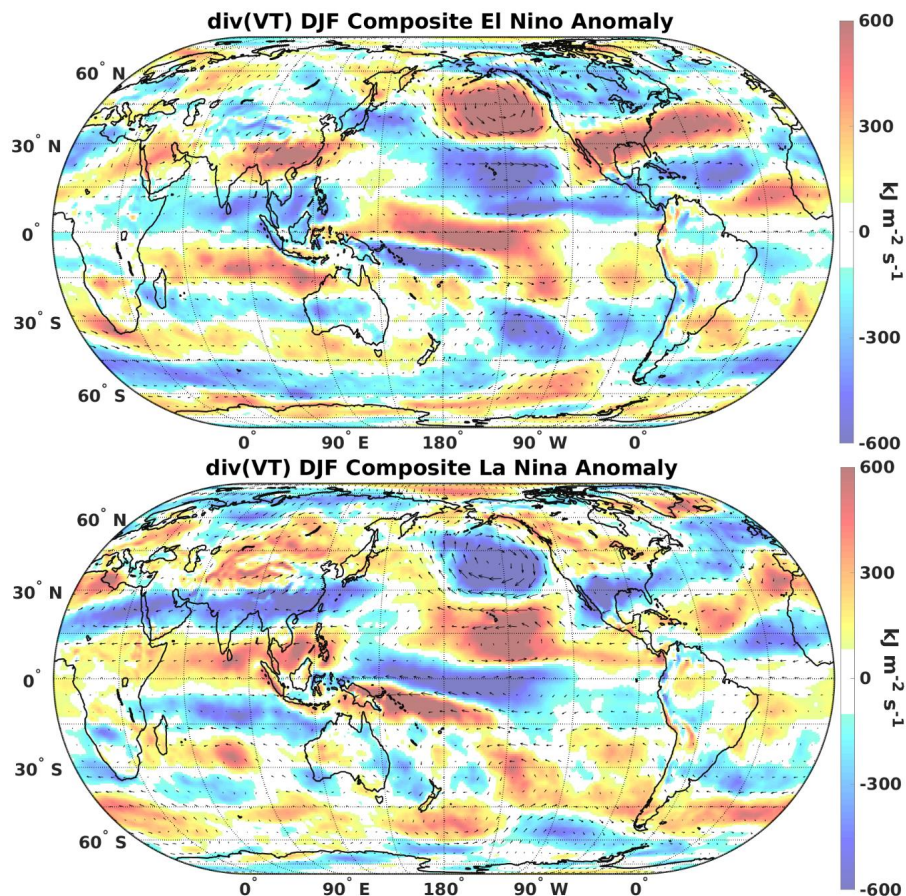 div(VT) DJF Composite El Nino Anomaly
600
60° N
300
30° N
0°
0
kJ m-2s-1
30° S
-300
60° S
-600
0° 90° E 180° 90° W 0°
div(VT) DJF Composite La Nina Anomaly
600
60° N
300
30° N
0°
0
kJ m-2s-1
30° S
-300
60° S
-600
0° 90° E 180° 90° W 0°